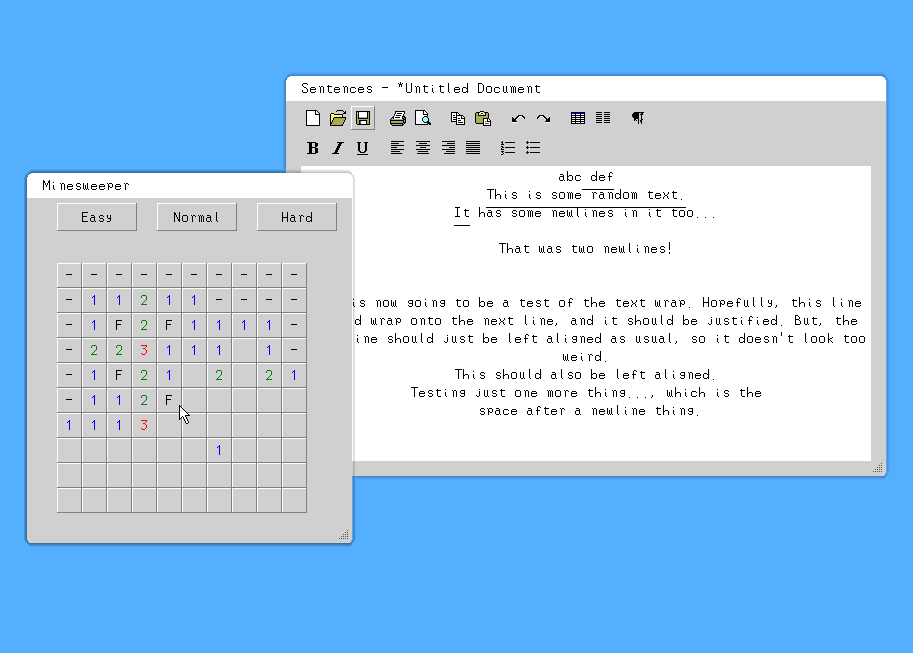 Sentences - *Untitled Document
B I U
abc def
This is some random text.
It has some newlines in it too...
That was two newlines!
is now going to be a test of the text wrap. Hopefully, this line
d wrap onto the next line, and it should be justified. But, the
ine should just be left aligned as usual, so it doesn't look too
weird.
This should also be left aligned.
Testing just one more thing..., which is the
space after a newline thing.
Minesweeper
Easy Normal Hard
- - - - - - - - - -
- 1 1 2 1 1 - - - -
- 1 F 2 F 1 1 1 1 -
- 2 2 3 1 1 1 1 -
- 1 F 2 1 2 2 1
- 1 1 2 F
1 1 1 3
1